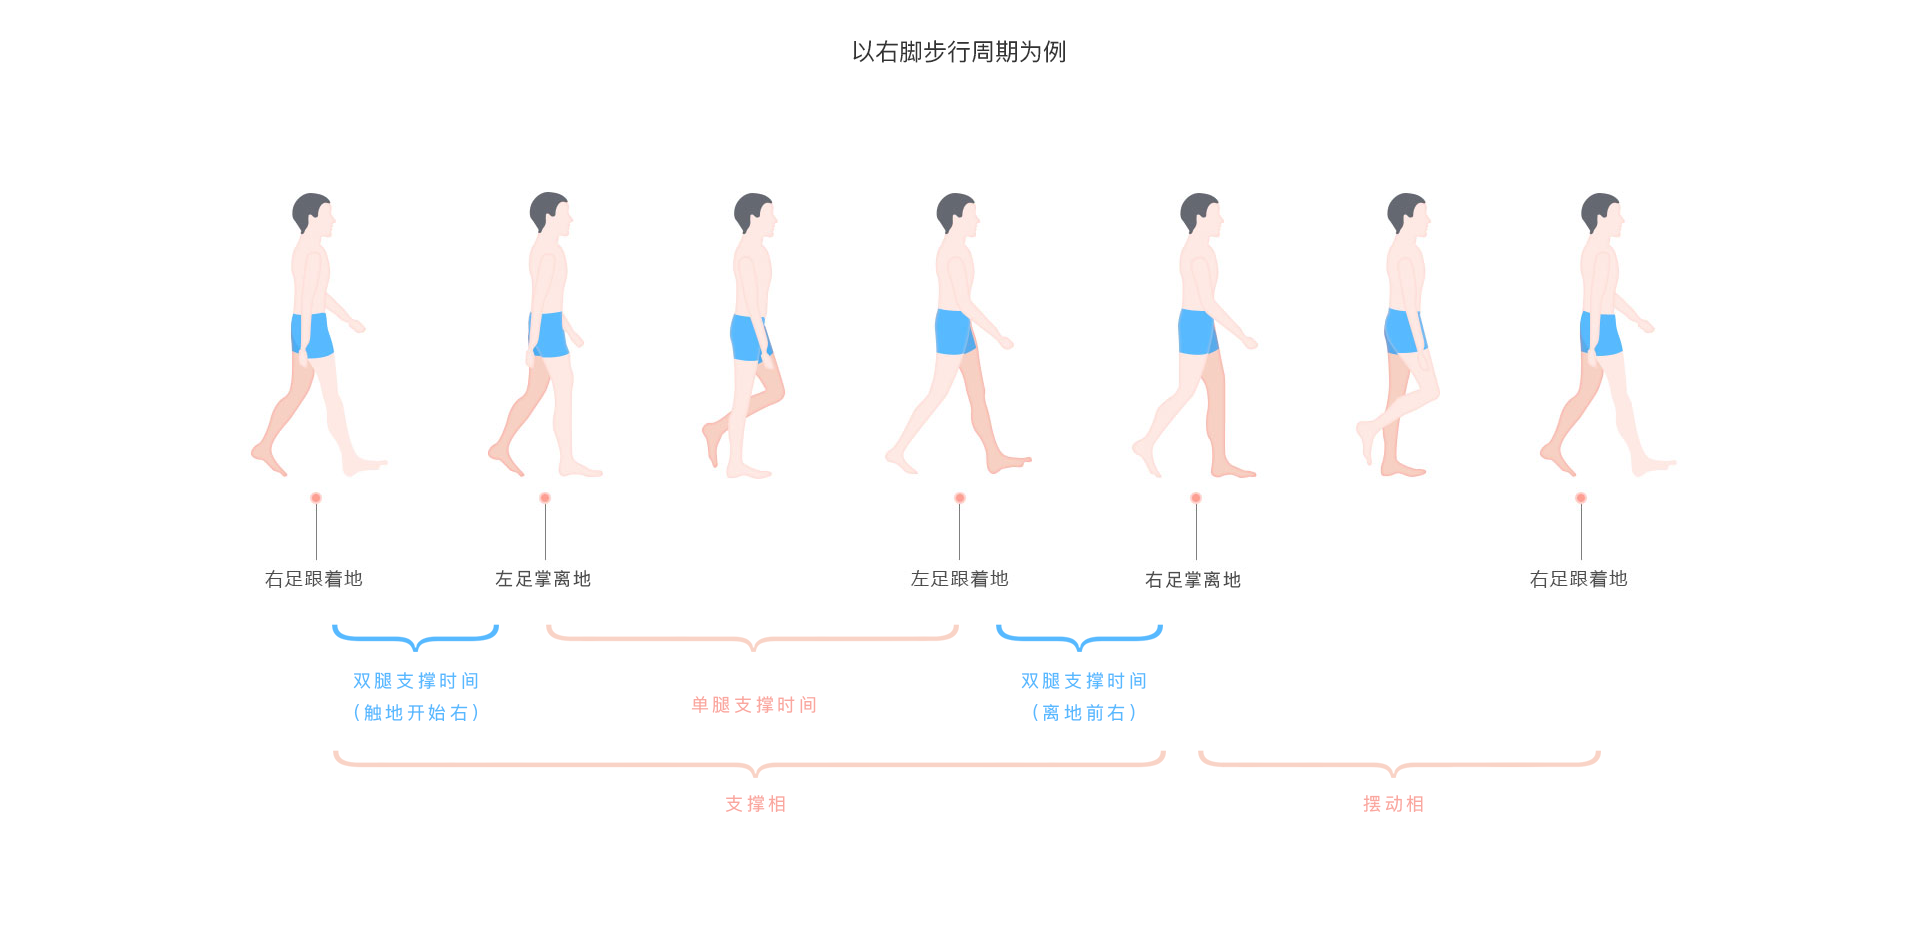 以右脚步行周期为例
右足跟着地
左足掌离地
左足跟着地
右足掌离地
右足跟着地
双腿支撑时间
(触地开始右)
单腿支撑时间
双腿支撑时间
(离地前右)
支撑相
摆动相